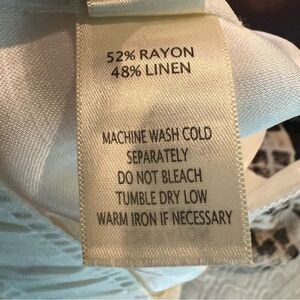 52% RAYON
48% LINEN
MACHINE WASH COLD
SEPARATELY
DO NOT BLEACH
TUMBLE DRY LOW
WARM IRON IF NECESSARY